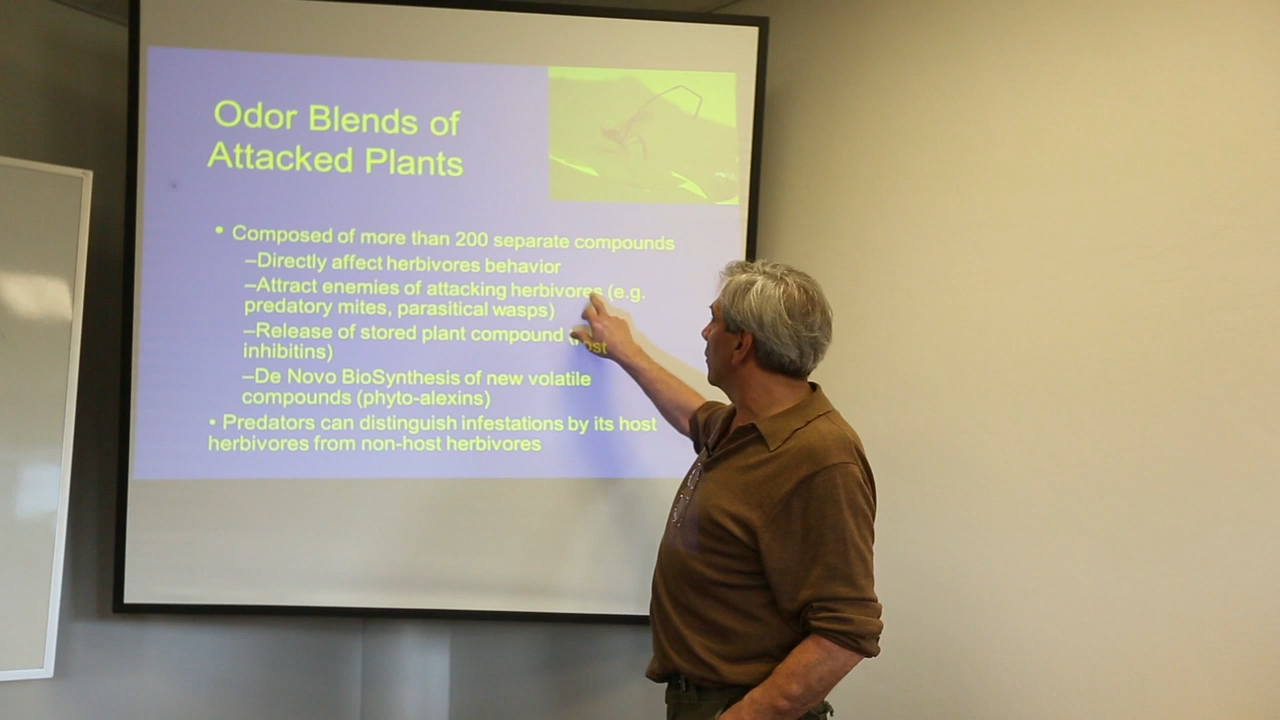 Odor Blends of
Attacked Plants
• Composed of more than 200 separate compounds
–Directly affect herbivores behavior
–Attract enemies of attacking herbivores (e.g.
predatory mites, parasitical wasps)
–Release of stored plant compound
inhibitins)
–De Novo BioSynthesis of new volatile
compounds (phyto-alexins)
• Predators can distinguish infestations by its host
herbivores from non-host herbivores